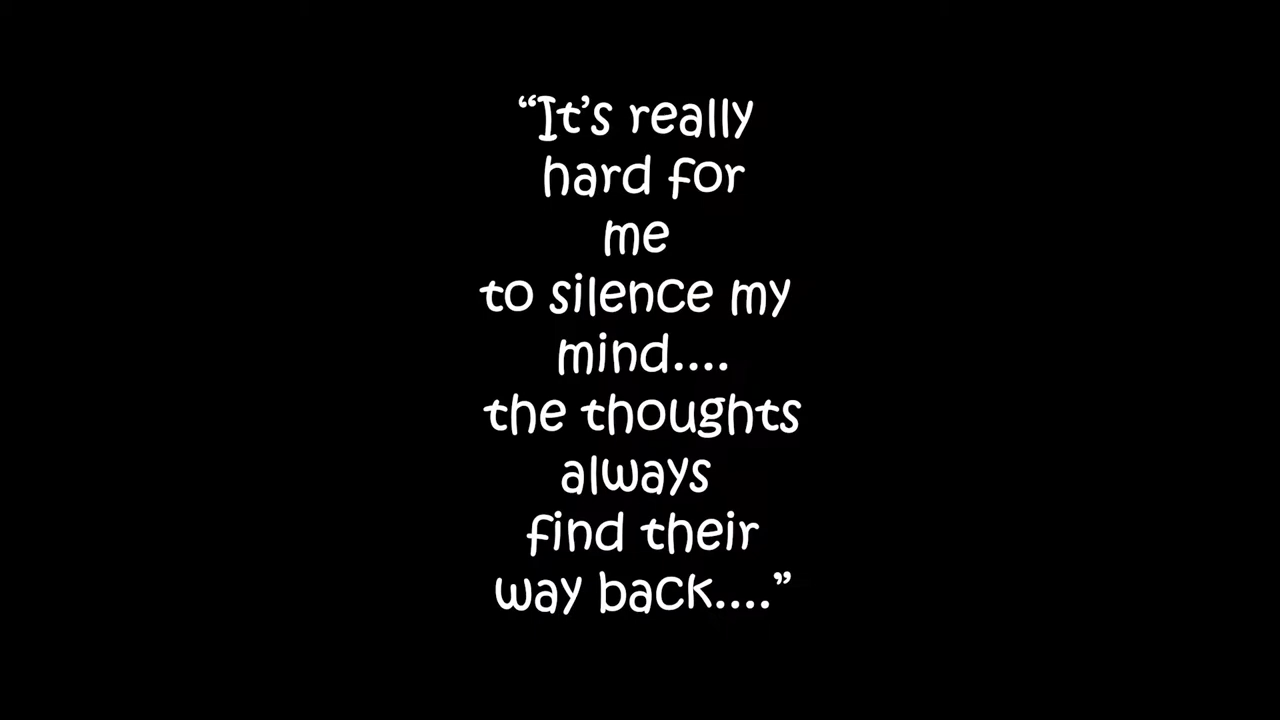 “It’s really
hard for
me
to silence my
mind....
the thoughts
always
find their
way back....”